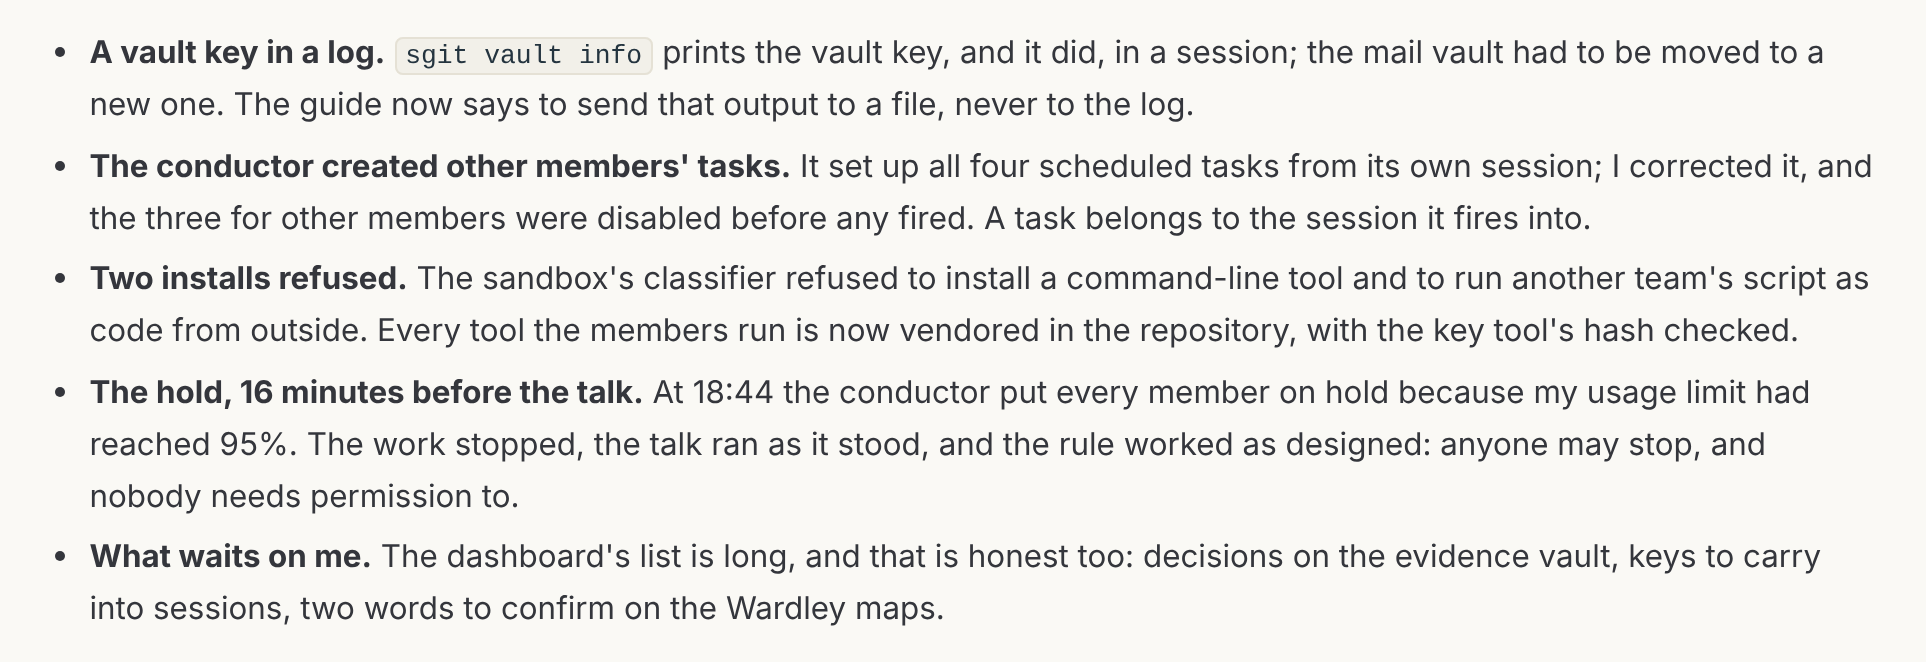 • A vault key in a log. sgit vault info prints the vault key, and it did, in a session; the mail vault had to be moved to a
new one. The guide now says to send that output to a file, never to the log.
• The conductor created other members' tasks. It set up all four scheduled tasks from its own session; I corrected it, and
the three for other members were disabled before any fired. A task belongs to the session it fires into.
• Two installs refused. The sandbox's classifier refused to install a command-line tool and to run another team's script as
code from outside. Every tool the members run is now vendored in the repository, with the key tool's hash checked.
• The hold, 16 minutes before the talk. At 18:44 the conductor put every member on hold because my usage limit had
reached 95%. The work stopped, the talk ran as it stood, and the rule worked as designed: anyone may stop, and
nobody needs permission to.
• What waits on me. The dashboard's list is long, and that is honest too: decisions on the evidence vault, keys to carry
into sessions, two words to confirm on the Wardley maps.